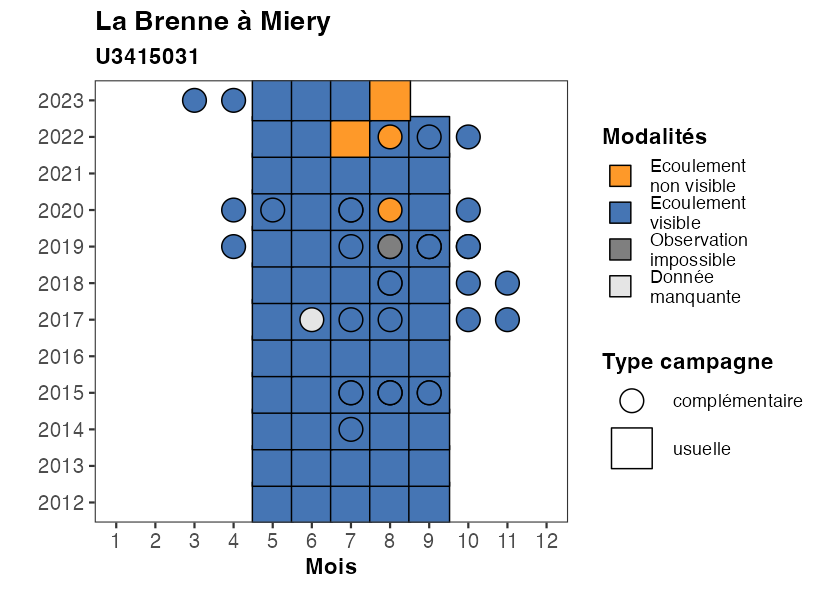 La Brenne à Miery
U3415031
2023
2022
2021
2020
2019
2018
2017
2016
2015
2014
2013
2012
1 2 3 4 5 6 7 8 9 10 11 12
Mois
Modalités
Ecoulement
non visible
Ecoulement
visible
Observation
impossible
Donnée
manquante
Type campagne
complémentaire
usuelle